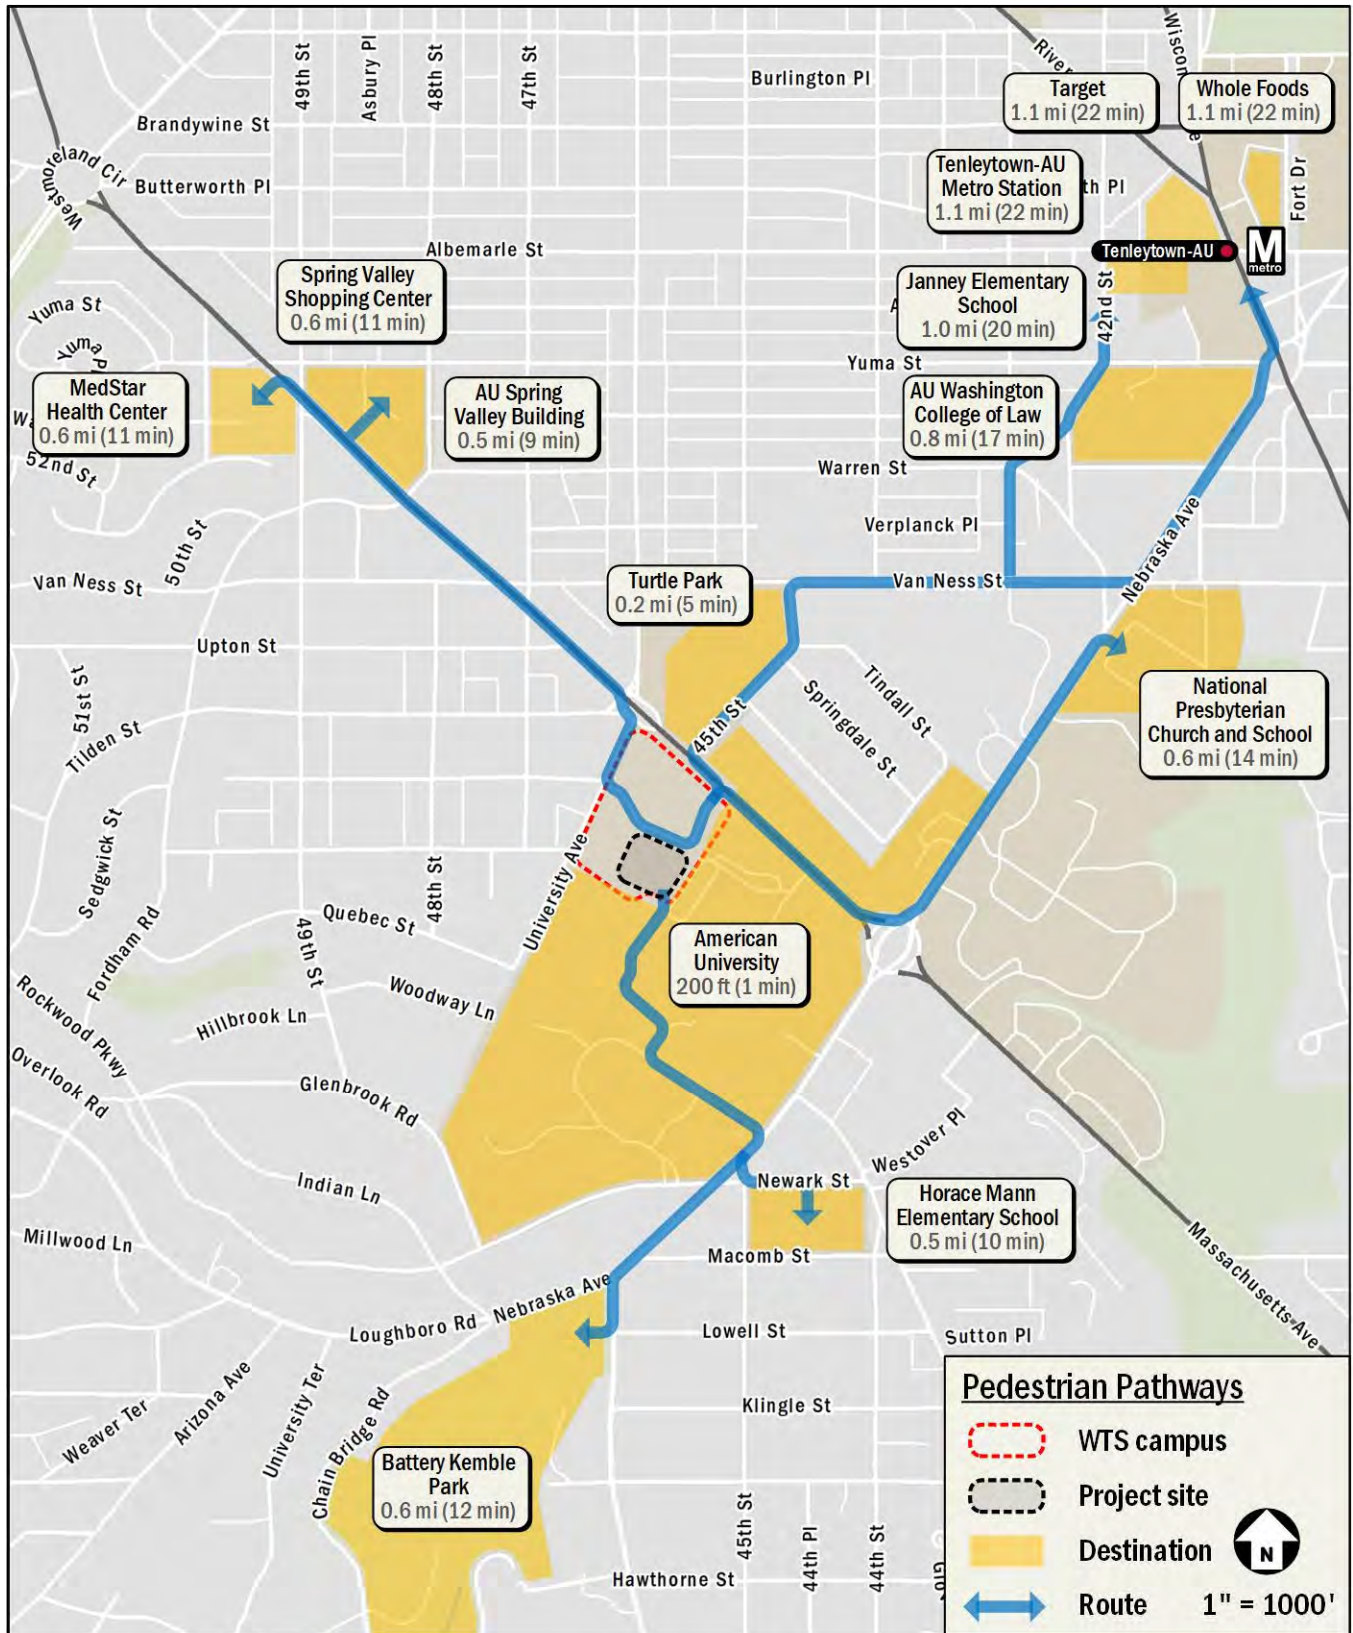 49th St
Asbury Pl
48th St
47th St
Burlington Pl
Brandywine St
Target
1.1 mi (22 min)
Whole Foods
1.1 mi (22 min)
Westmoreland Cir
Butterworth Pl
Tenleytown-AU
Metro Station
1.1 mi (22 min)
Fort Dr
Albemarle St
Tenleytown-AU
M
metro
Spring Valley
Shopping Center
0.6 mi (11 min)
Janney Elementary
School
1.0 mi (20 min)
42nd St
Yuma St
Yuma Pl
Yuma St
MedStar
Health Center
0.6 mi (11 min)
AU Spring
Valley Building
0.5 mi (9 min)
AU Washington
College of Law
0.8 mi (17 min)
52nd St
Warren St
50th St
Verplanck Pl
Nebraska Ave
Van Ness St
Turtle Park
0.2 mi (5 min)
Van Ness St
Upton St
51st St
Tilden St
45th St
Tindall St
Springdale St
National
Presbyterian
Church and School
0.6 mi (14 min)
Sedgwick St
University Ave
48th St
Fordham Rd
Quebec St
49th St
American
University
200 ft (1 min)
Rockwood Pkwy
Woodway Ln
Hillbrook Ln
Overlook Rd
Glenbrook Rd
Westover Pl
Indian Ln
Newark St
Horace Mann
Elementary School
0.5 mi (10 min)
Millwood Ln
Macomb St
Massachusetts Ave
Nebraska Ave
Loughboro Rd
Lowell St
Sutton Pl
Weaver Ter
Arizona Ave
University Ter
Chain Bridge Rd
Klingle St
Battery Kemble
Park
0.6 mi (12 min)
45th St
44th Pl
44th St
Hawthorne St
Pedestrian Pathways
WTS campus
Project site
Destination
N
Route
1" = 1000'